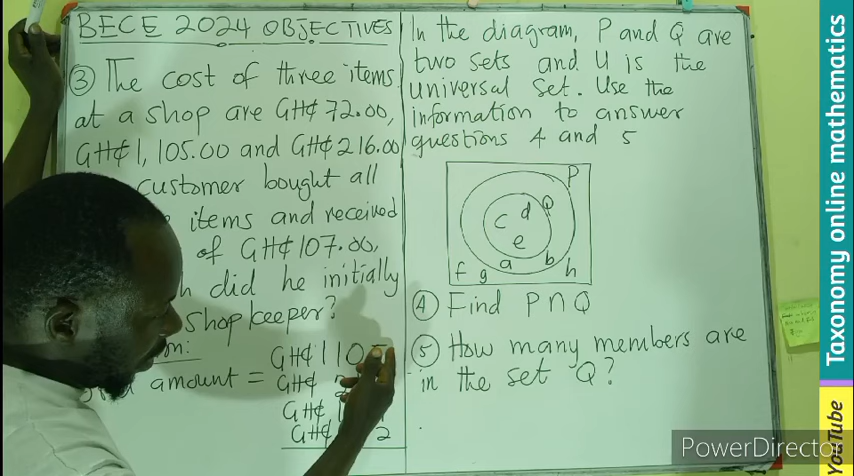 BECE 2024 OBJECTIVES
③ The cost of three items
at a shop are GH₵72.00,
GH₵1,105.00 and GH₵216.00
customer bought all
items and received
of GH₵107.00,
did he initially
shopkeeper?
amount = GH₵1105
GH₵
GH₵
GH₵ 2
In the diagram, P and Q are
two sets and U is the
universal set. Use the
information to answer
questions 4 and 5
P
Q
c d
e
a b
f g h
④ Find P ∩ Q
⑤ How many members are
in the set Q?
Taxonomy online mathematics
YouTube
PowerDirector